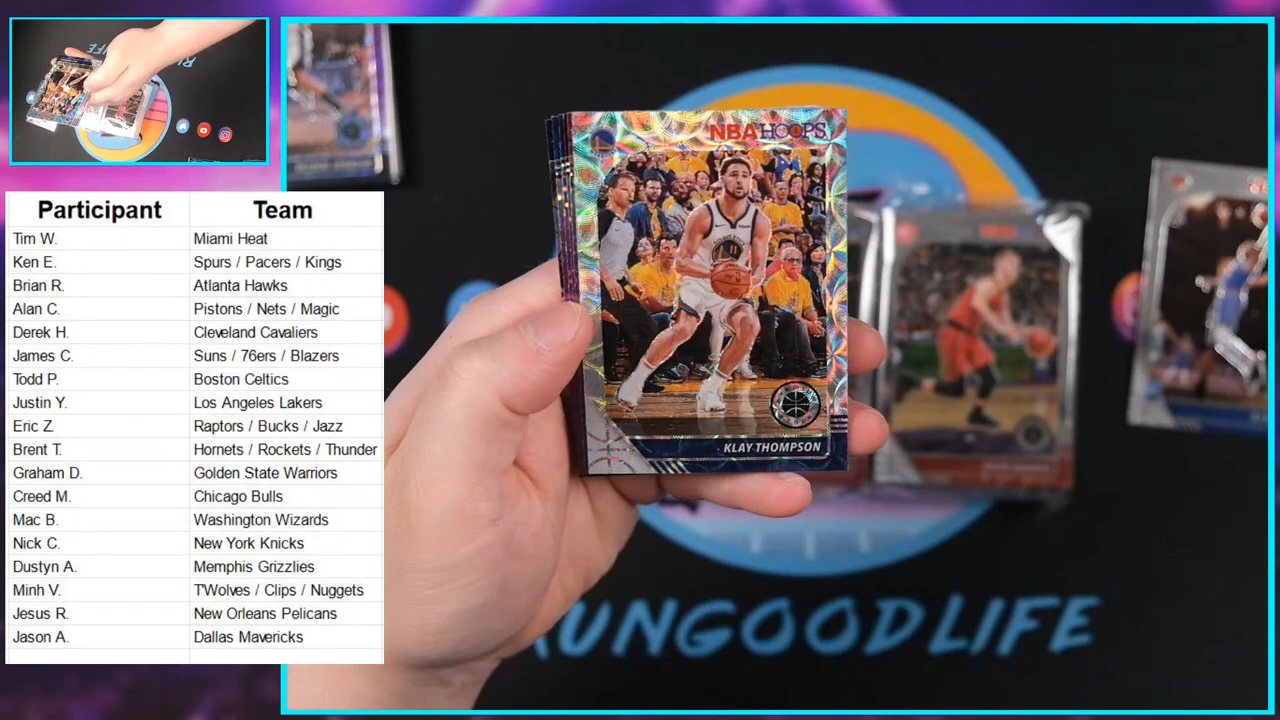 Participant Team
Tim W. Miami Heat
Ken E. Spurs / Pacers / Kings
Brian R. Atlanta Hawks
Alan C. Pistons / Nets / Magic
Derek H. Cleveland Cavaliers
James C. Suns / 76ers / Blazers
Todd P. Boston Celtics
Justin Y. Los Angeles Lakers
Eric Z. Raptors / Bucks / Jazz
Brent T. Hornets / Rockets / Thunder
Graham D. Golden State Warriors
Creed M. Chicago Bulls
Mac B. Washington Wizards
Nick C. New York Knicks
Dustyn A. Memphis Grizzlies
Minh V. T'Wolves / Clips / Nuggets
Jesus R. New Orleans Pelicans
Jason A. Dallas Mavericks
NBA HOOPS
11
KLAY THOMPSON
RUNGOODLIFE